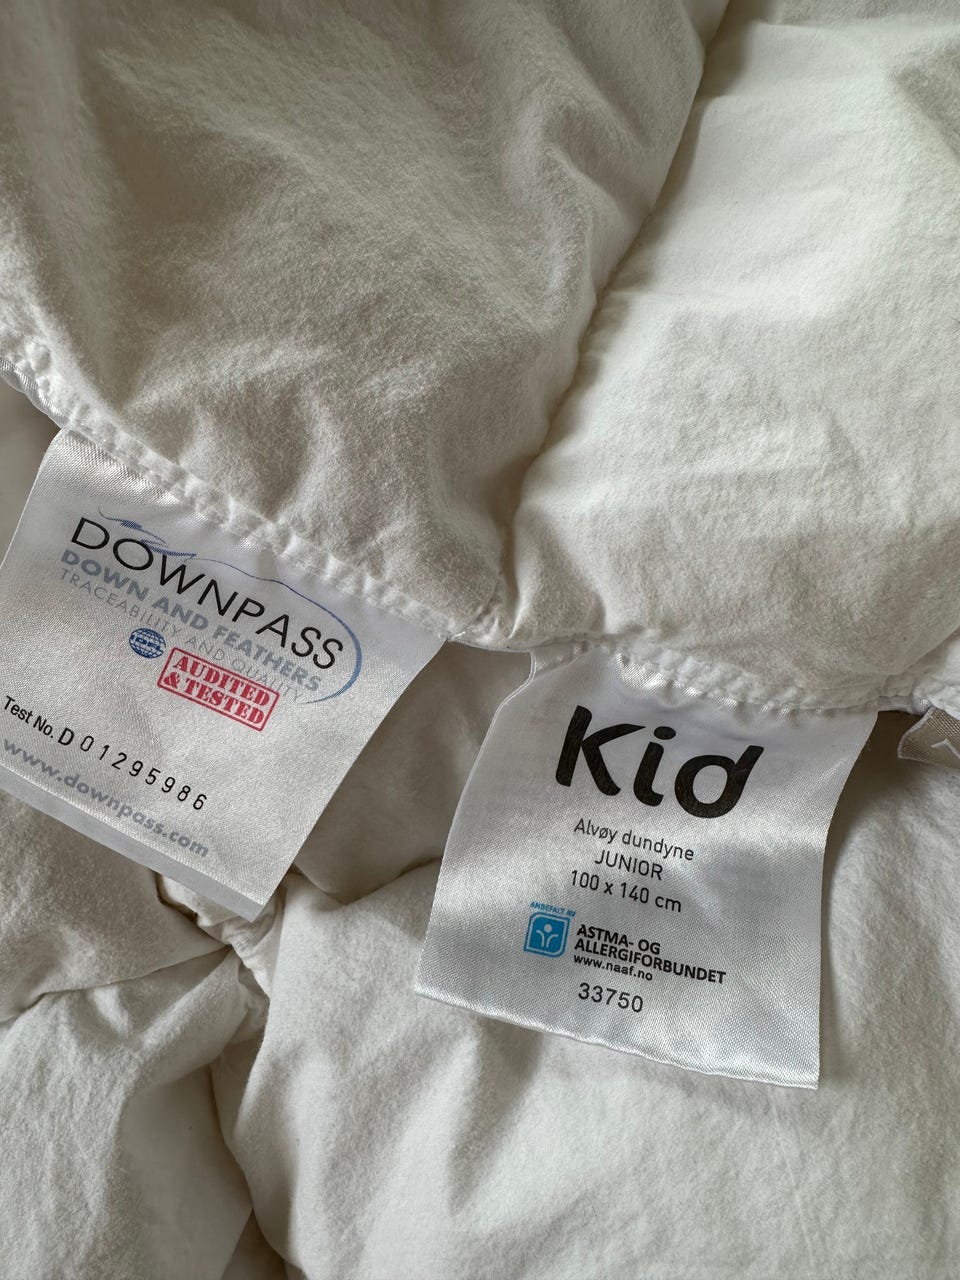 DOWNPASS
DOWN AND FEATHERS
TRACEABILITY AND QUALITY
AUDITED
& TESTED
Test No. D 01295986
www.downpass.com
Kid
Alvøy dundyne
JUNIOR
100 x 140 cm
ANBEFALT AV
ASTMA- OG
ALLERGIFORBUNDET
www.naaf.no
33750